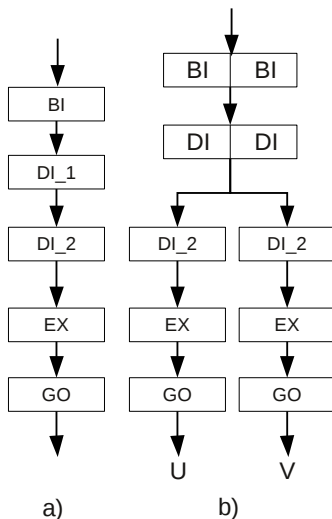 BI
DI_1
DI_2
EX
GO
a)
BI BI
DI DI
DI_2 DI_2
EX EX
GO GO
U V
b)